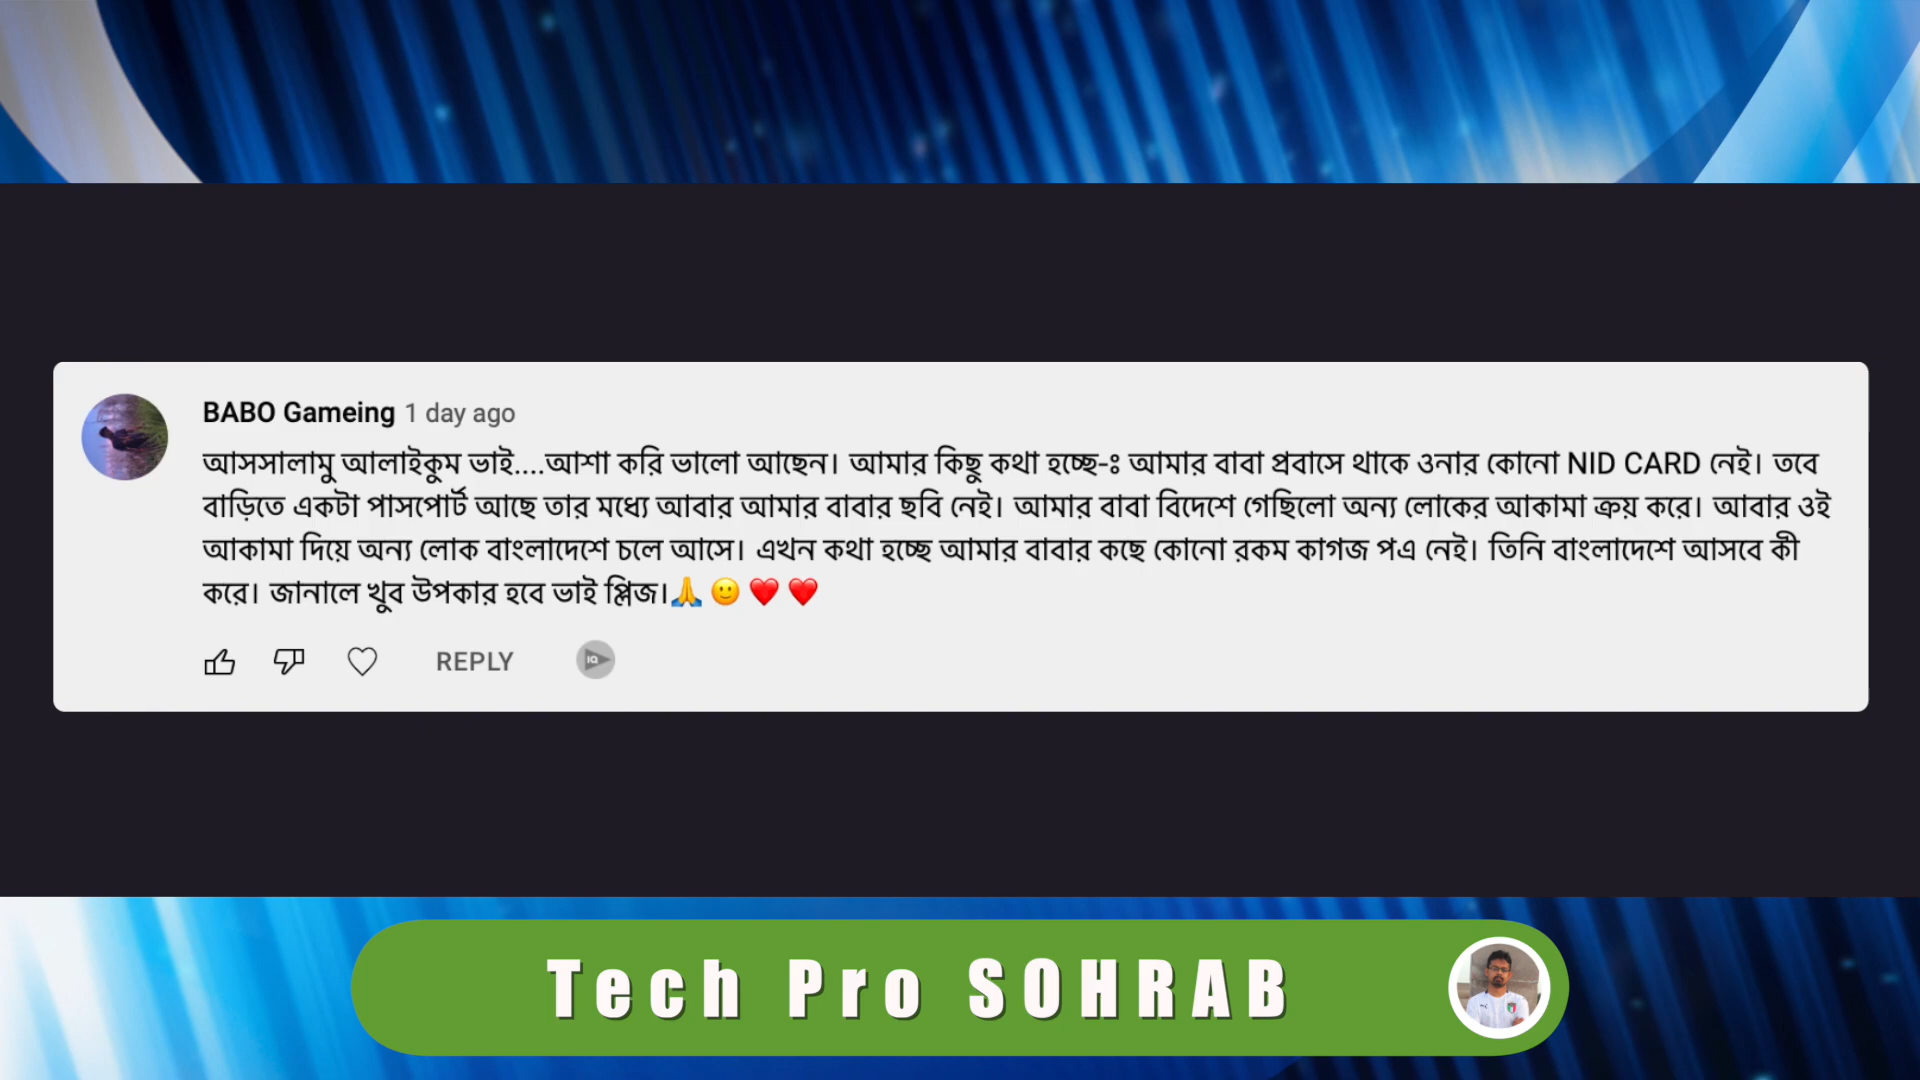 BABO Gameing 1 day ago
আসসালামু আলাইকুম ভাই....আশা করি ভালো আছেন। আমার কিছু কথা হচ্ছে-ঃ আমার বাবা প্রবাসে থাকে ওনার কোনো NID CARD নেই। তবে
বাড়িতে একটা পাসপোর্ট আছে তার মধ্যে আবার আমার বাবার ছবি নেই। আমার বাবা বিদেশে গেছিলো অন্য লোকের আকামা ক্রয় করে। আবার ওই
আকামা দিয়ে অন্য লোক বাংলাদেশে চলে আসে। এখন কথা হচ্ছে আমার বাবার কছে কোনো রকম কাগজ পএ নেই। তিনি বাংলাদেশে আসবে কী
করে। জানালে খুব উপকার হবে ভাই প্লিজ।🙏🙂❤️❤️
REPLY
IQ
Tech Pro SOHRAB